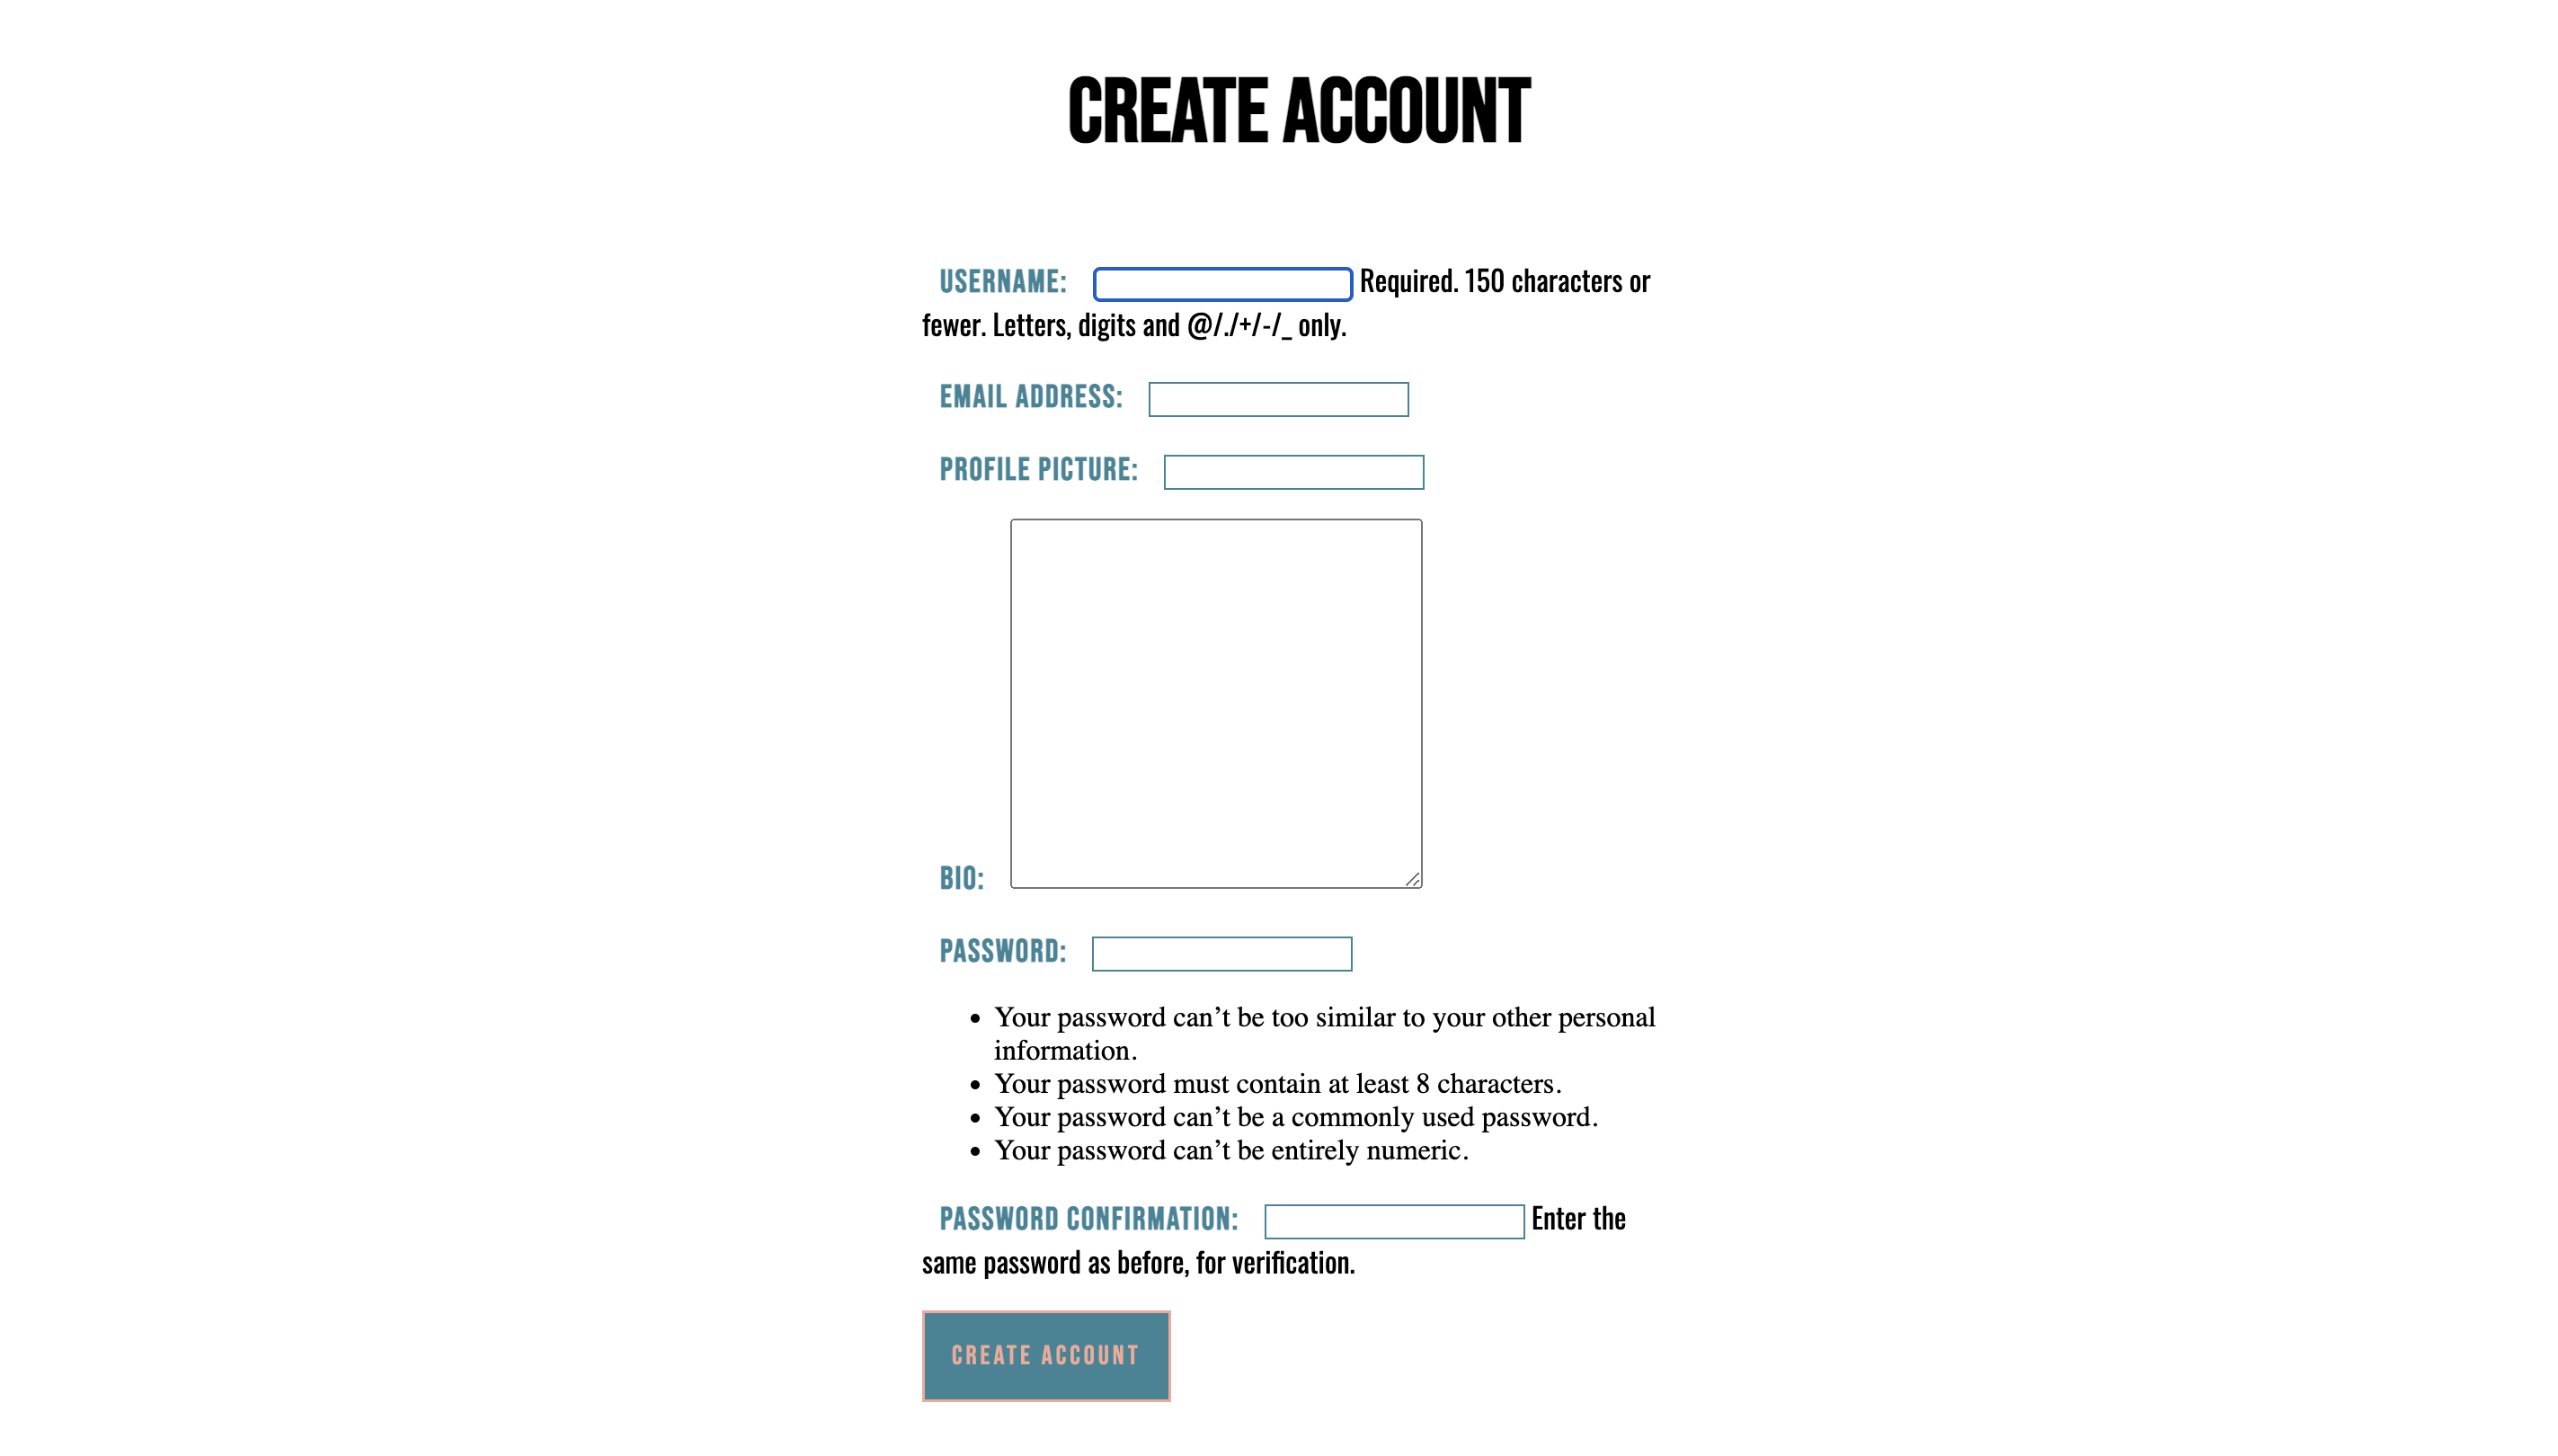 CREATE ACCOUNT
USERNAME: Required. 150 characters or
fewer. Letters, digits and @/./+/-/_ only.
EMAIL ADDRESS:
PROFILE PICTURE:
BIO:
PASSWORD:
• Your password can’t be too similar to your other personal
information.
• Your password must contain at least 8 characters.
• Your password can’t be a commonly used password.
• Your password can’t be entirely numeric.
PASSWORD CONFIRMATION: Enter the
same password as before, for verification.
CREATE ACCOUNT